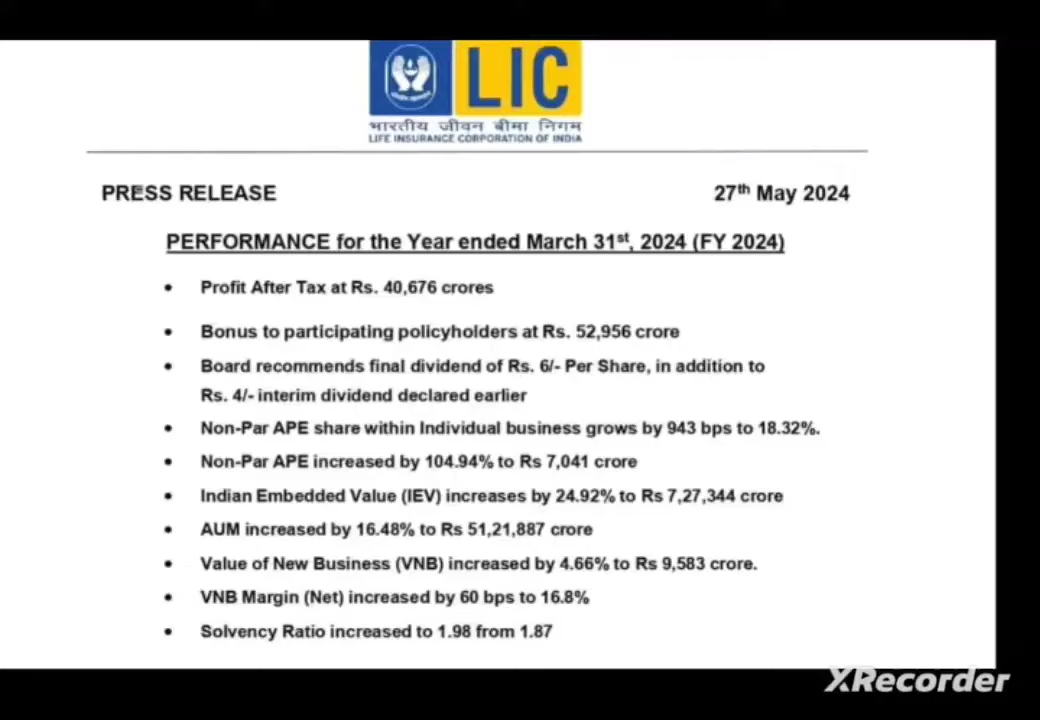 LIC
भारतीय जीवन बीमा निगम
LIFE INSURANCE CORPORATION OF INDIA
PRESS RELEASE 27th May 2024
PERFORMANCE for the Year ended March 31st, 2024 (FY 2024)
• Profit After Tax at Rs. 40,676 crores
• Bonus to participating policyholders at Rs. 52,956 crore
• Board recommends final dividend of Rs. 6/- Per Share, in addition to
Rs. 4/- interim dividend declared earlier
• Non-Par APE share within Individual business grows by 943 bps to 18.32%.
• Non-Par APE increased by 104.94% to Rs 7,041 crore
• Indian Embedded Value (IEV) increases by 24.92% to Rs 7,27,344 crore
• AUM increased by 16.48% to Rs 51,21,887 crore
• Value of New Business (VNB) increased by 4.66% to Rs 9,583 crore.
• VNB Margin (Net) increased by 60 bps to 16.8%
• Solvency Ratio increased to 1.98 from 1.87
XRecorder